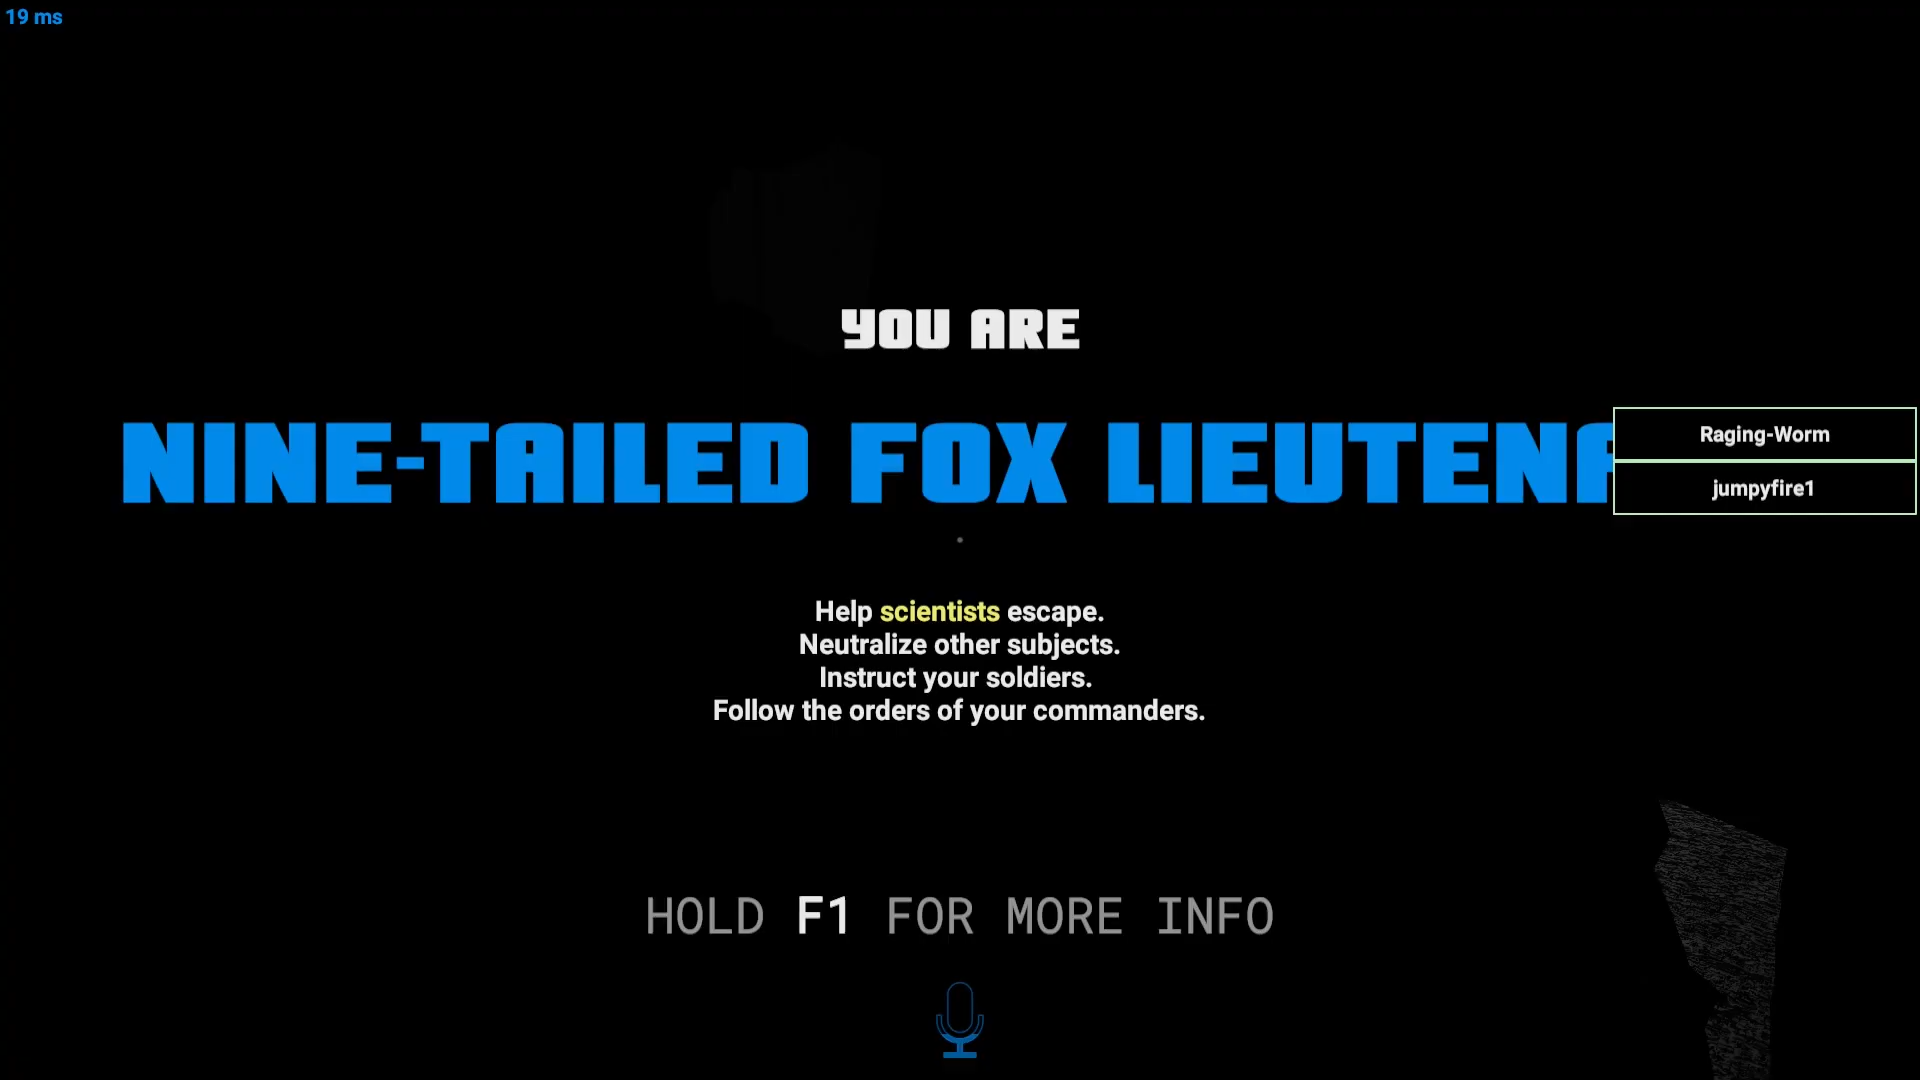 19 ms
YOU ARE
NINE-TAILED FOX LIEUTENA
Raging-Worm
jumpyfire1
Help scientists escape.
Neutralize other subjects.
Instruct your soldiers.
Follow the orders of your commanders.
HOLD F1 FOR MORE INFO